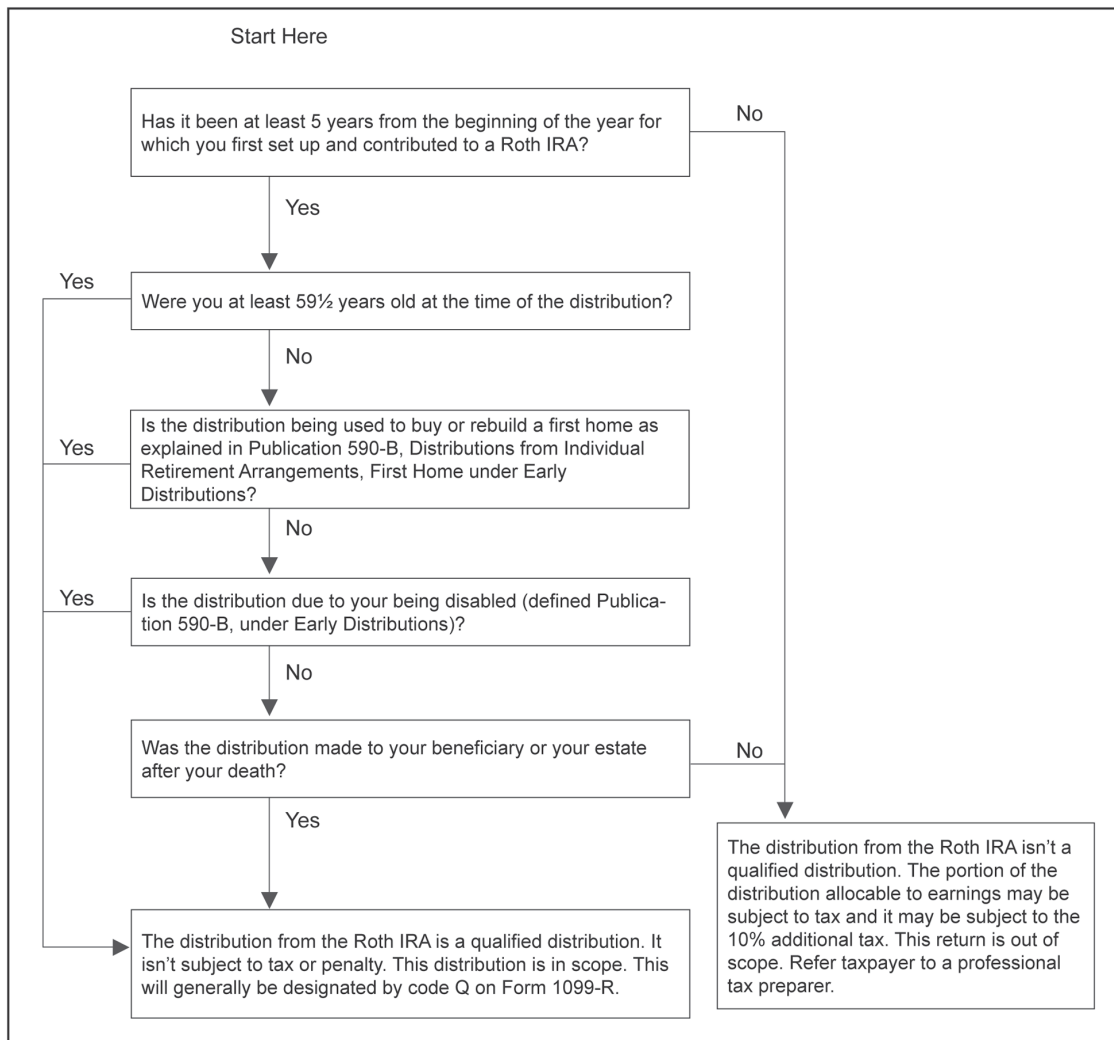 Start Here
Has it been at least 5 years from the beginning of the year for
which you first set up and contributed to a Roth IRA?
No
Yes
Yes
Were you at least 59½ years old at the time of the distribution?
No
Yes
Is the distribution being used to buy or rebuild a first home as
explained in Publication 590-B, Distributions from Individual
Retirement Arrangements, First Home under Early
Distributions?
No
Yes
Is the distribution due to your being disabled (defined Publica-
tion 590-B, under Early Distributions)?
No
Was the distribution made to your beneficiary or your estate
after your death?
No
Yes
The distribution from the Roth IRA is a qualified distribution. It
isn’t subject to tax or penalty. This distribution is in scope. This
will generally be designated by code Q on Form 1099-R.
The distribution from the Roth IRA isn’t a
qualified distribution. The portion of the
distribution allocable to earnings may be
subject to tax and it may be subject to the
10% additional tax. This return is out of
scope. Refer taxpayer to a professional
tax preparer.